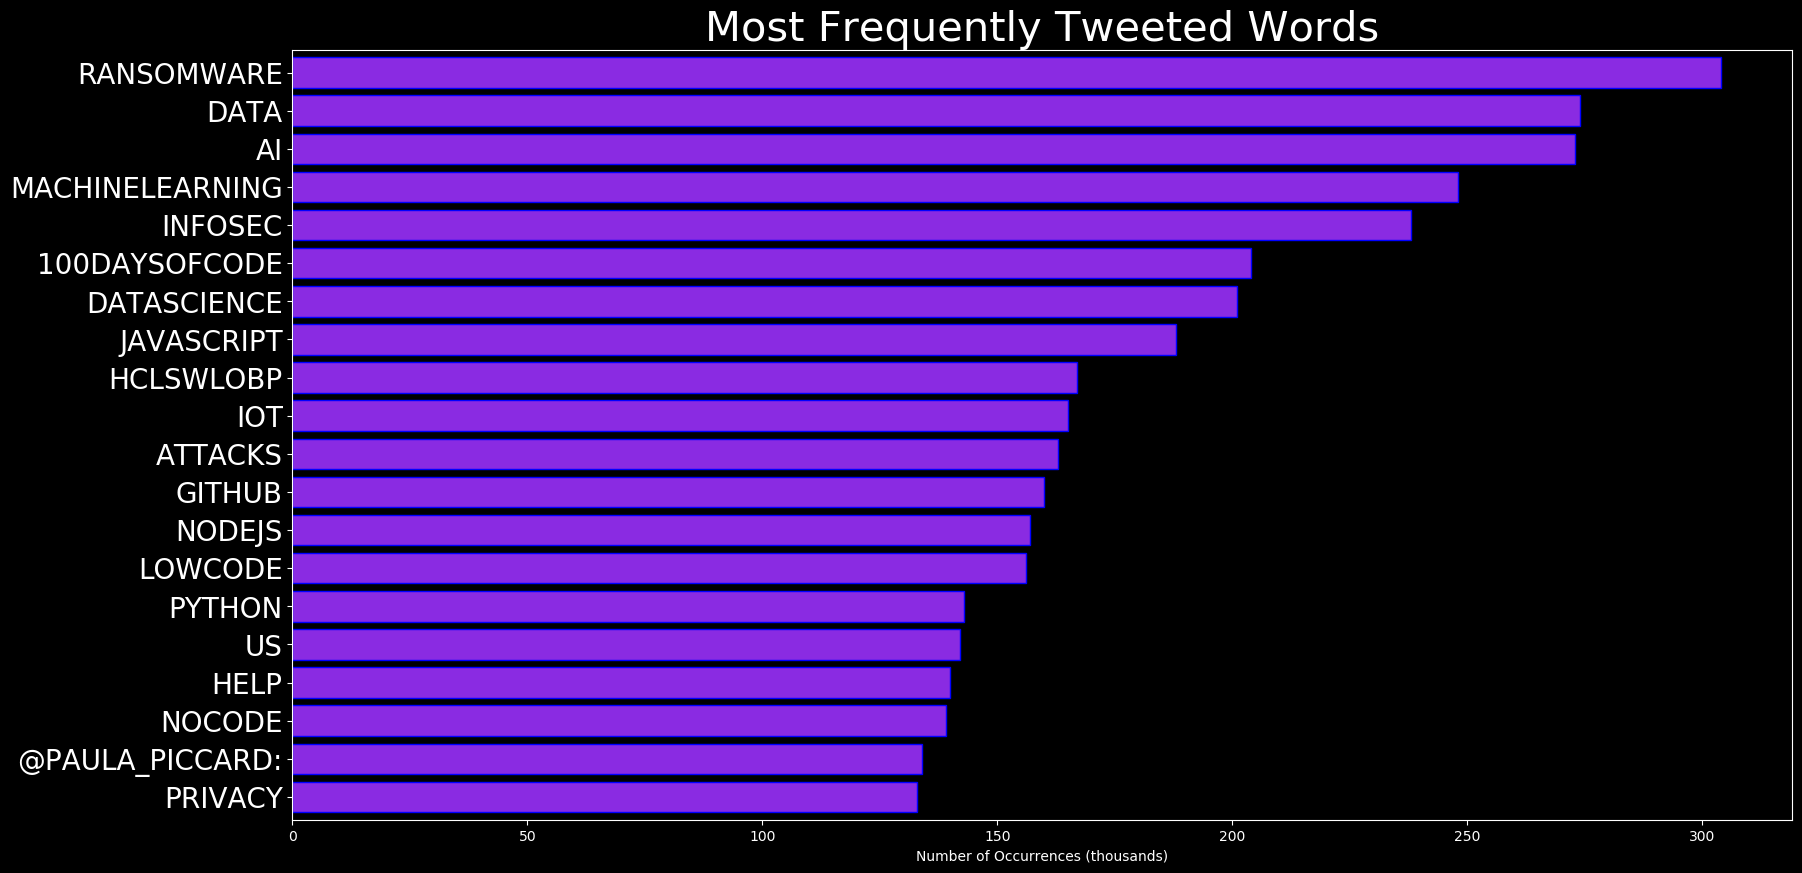 Most Frequently Tweeted Words
RANSOMWARE
DATA
AI
MACHINELEARNING
INFOSEC
100DAYSOFCODE
DATASCIENCE
JAVASCRIPT
HCLSWLOBP
IOT
ATTACKS
GITHUB
NODEJS
LOWCODE
PYTHON
US
HELP
NOCODE
@PAULA_PICCARD:
PRIVACY
0 50 100 150 200 250 300
Number of Occurrences (thousands)